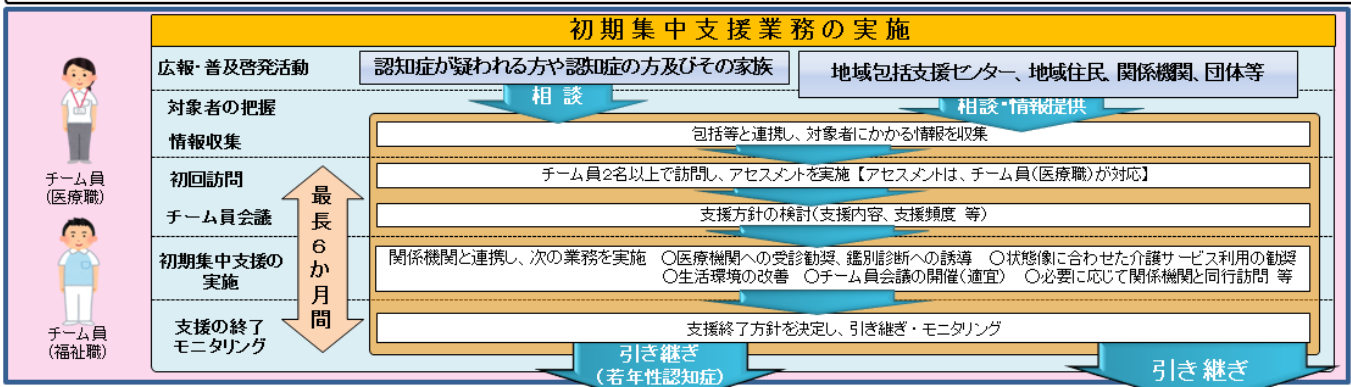 初期集中支援業務の実施
広報・普及啓発活動
認知症が疑われる方や認知症の方及びその家族
地域包括支援センター、地域住民、関係機関、団体等
相談
相談・情報提供
対象者の把握
情報収集
包括等と連携し、対象者にかかる情報を収集
チーム員
(医療職)
初回訪問
チーム員2名以上で訪問し、アセスメントを実施【アセスメントは、チーム員(医療職)が対応】
最長6か月間
チーム員会議
支援方針の検討(支援内容、支援頻度 等)
初期集中支援の
実施
関係機関と連携し、次の業務を実施 ○医療機関への受診勧奨、鑑別診断への誘導 ○状態像に合わせた介護サービス利用の勧奨
○生活環境の改善 ○チーム員会議の開催(適宜) ○必要に応じて関係機関と同行訪問 等
チーム員
(福祉職)
支援の終了
モニタリング
支援終了方針を決定し、引き継ぎ・モニタリング
引き継ぎ
(若年性認知症)
引き継ぎ